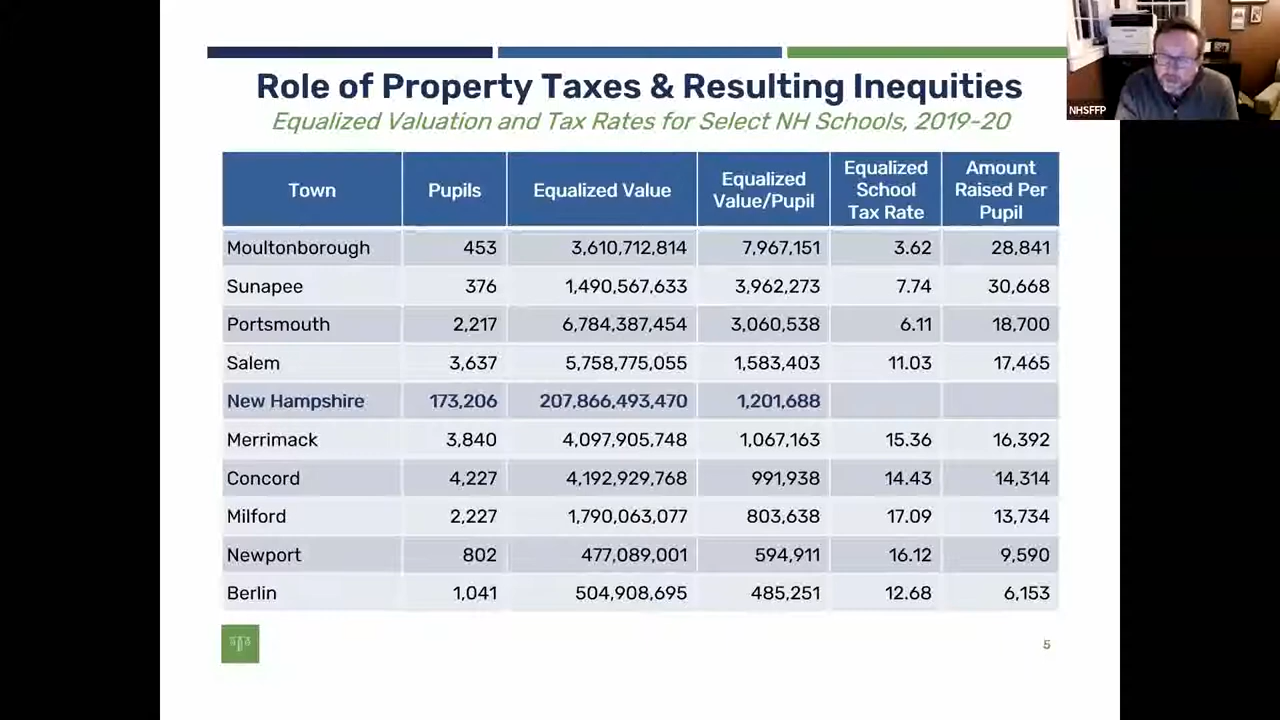 Role of Property Taxes & Resulting Inequities
Equalized Valuation and Tax Rates for Select NH Schools, 2019-20
NHSFFP
Town Pupils Equalized Value Equalized Value/Pupil Equalized School Tax Rate Amount Raised Per Pupil
Moultonborough 453 3,610,712,814 7,967,151 3.62 28,841
Sunapee 376 1,490,567,633 3,962,273 7.74 30,668
Portsmouth 2,217 6,784,387,454 3,060,538 6.11 18,700
Salem 3,637 5,758,775,055 1,583,403 11.03 17,465
New Hampshire 173,206 207,866,493,470 1,201,688
Merrimack 3,840 4,097,905,748 1,067,163 15.36 16,392
Concord 4,227 4,192,929,768 991,938 14.43 14,314
Milford 2,227 1,790,063,077 803,638 17.09 13,734
Newport 802 477,089,001 594,911 16.12 9,590
Berlin 1,041 504,908,695 485,251 12.68 6,153
5